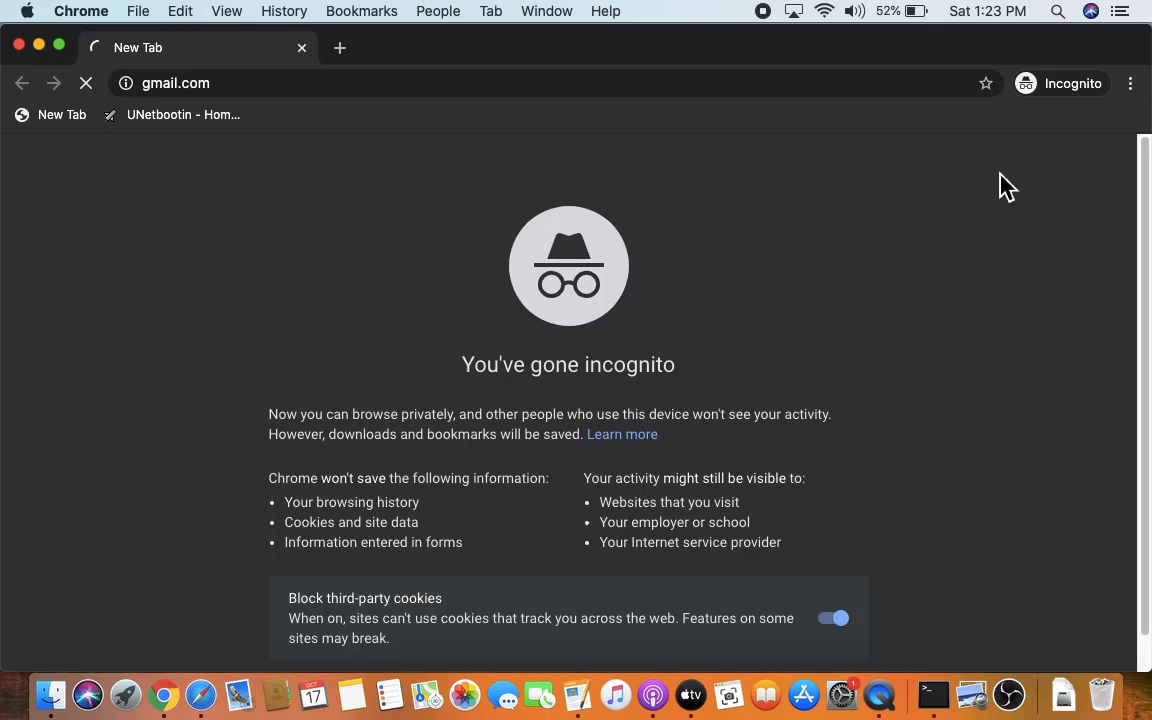 Chrome File Edit View History Bookmarks People Tab Window Help 52% Sat 1:23 PM
New Tab
gmail.com Incognito
New Tab UNetbootin - Hom...
You've gone incognito
Now you can browse privately, and other people who use this device won't see your activity.
However, downloads and bookmarks will be saved. Learn more
Chrome won't save the following information:
• Your browsing history
• Cookies and site data
• Information entered in forms
Your activity might still be visible to:
• Websites that you visit
• Your employer or school
• Your Internet service provider
Block third-party cookies
When on, sites can't use cookies that track you across the web. Features on some
sites may break.
OCT
17
tv
1